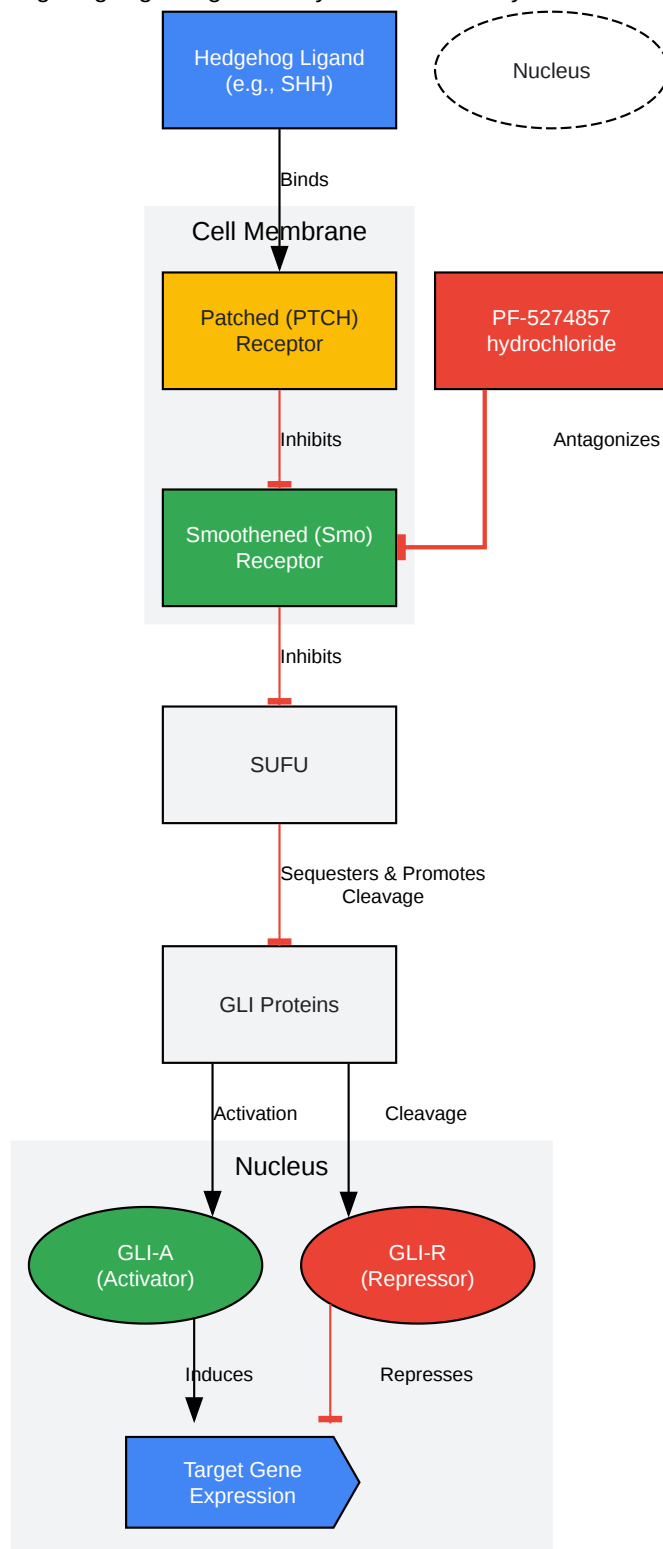 Hedgehog Ligand
(e.g., SHH)
Nucleus
Binds
Cell Membrane
Patched (PTCH)
Receptor
PF-5274857
hydrochloride
Inhibits
Antagonizes
Smoothened (Smo)
Receptor
Inhibits
SUFU
Sequesters & Promotes
Cleavage
GLI Proteins
Activation
Cleavage
Nucleus
GLI-A
(Activator)
GLI-R
(Repressor)
Induces
Represses
Target Gene
Expression